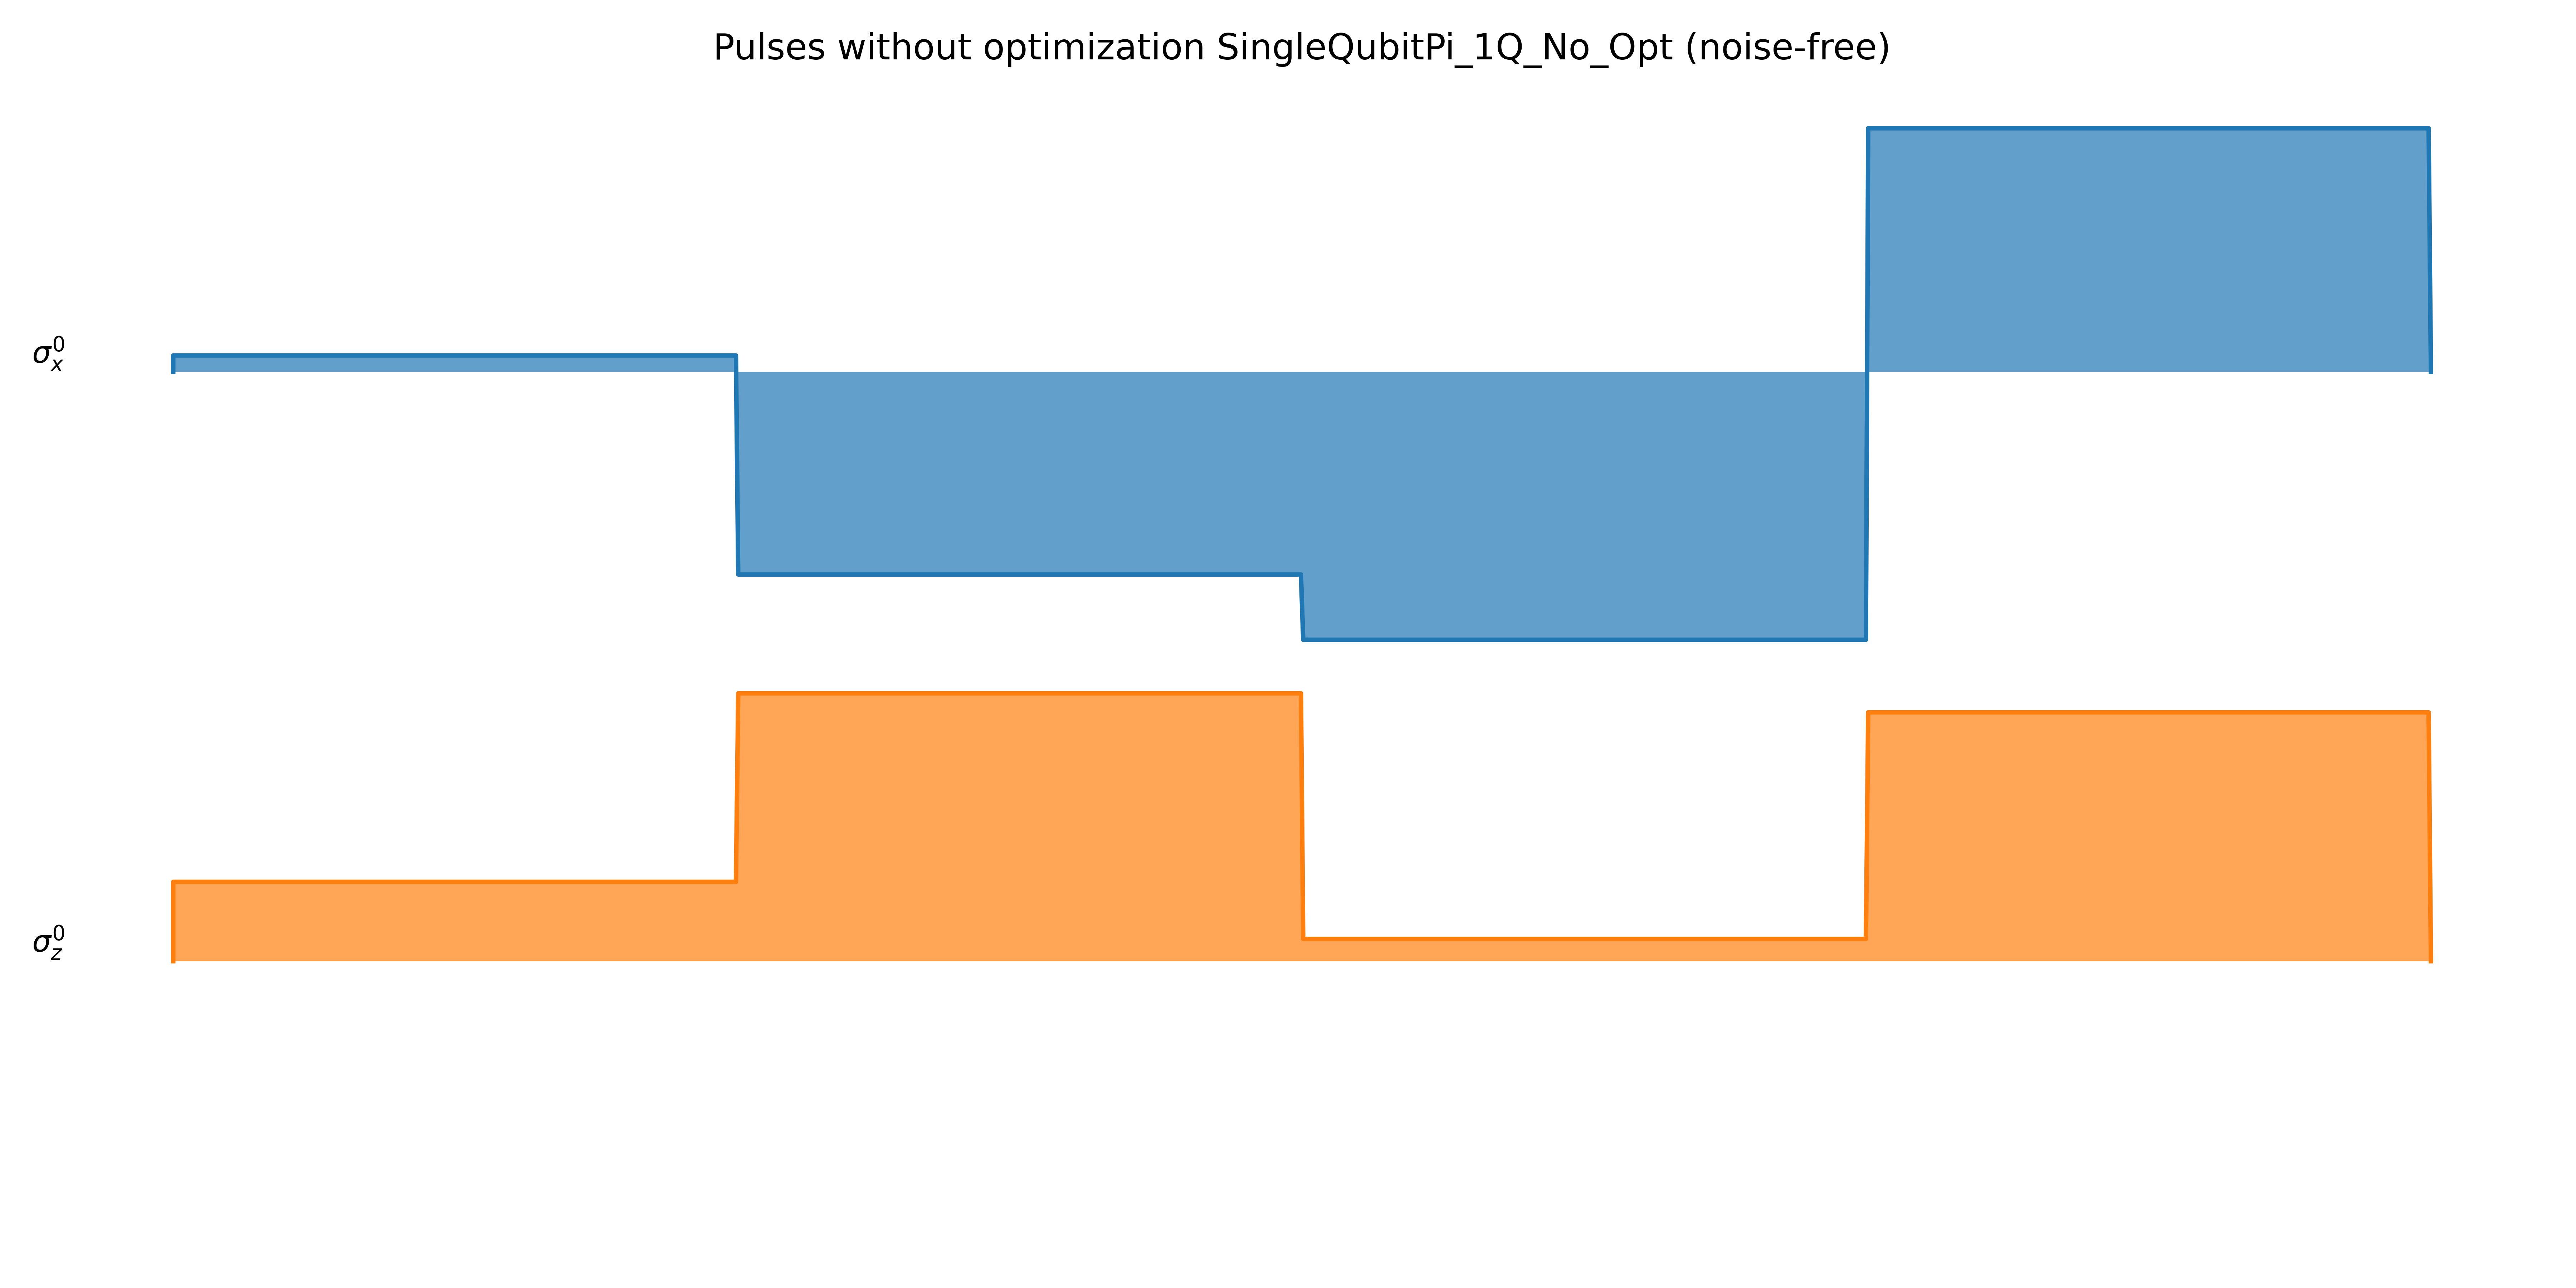 Pulses without optimization SingleQubitPi_1Q_No_Opt (noise-free)
σ_x^0
σ_z^0